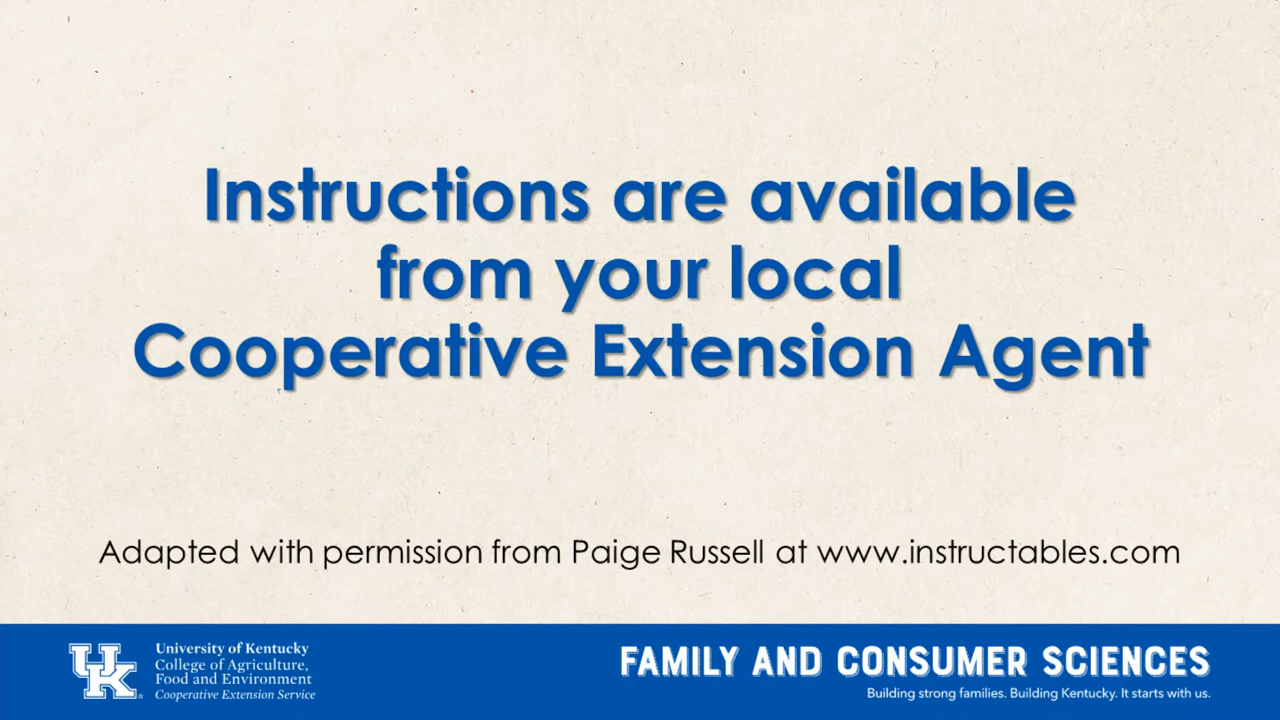 Instructions are available
from your local
Cooperative Extension Agent
Adapted with permission from Paige Russell at www.instructables.com
UK
University of Kentucky
College of Agriculture,
Food and Environment
Cooperative Extension Service
FAMILY AND CONSUMER SCIENCES
Building strong families. Building Kentucky. It starts with us.